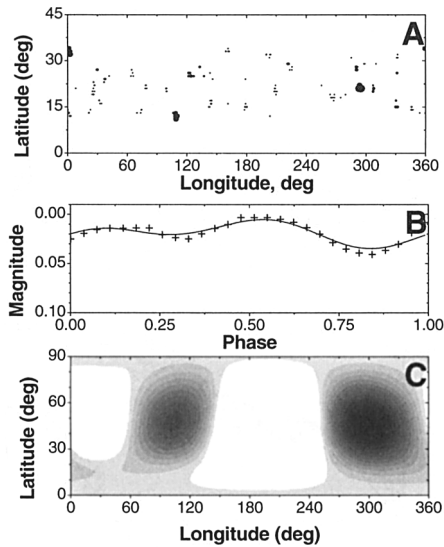 A
Latitude (deg)
45
30
15
0 60 120 180 240 300 360
Longitude, deg
B
Magnitude
0.00
0.05
0.10
0.00 0.25 0.50 0.75 1.00
Phase
C
Latitude (deg)
90
60
30
0
0 60 120 180 240 300 360
Longitude (deg)